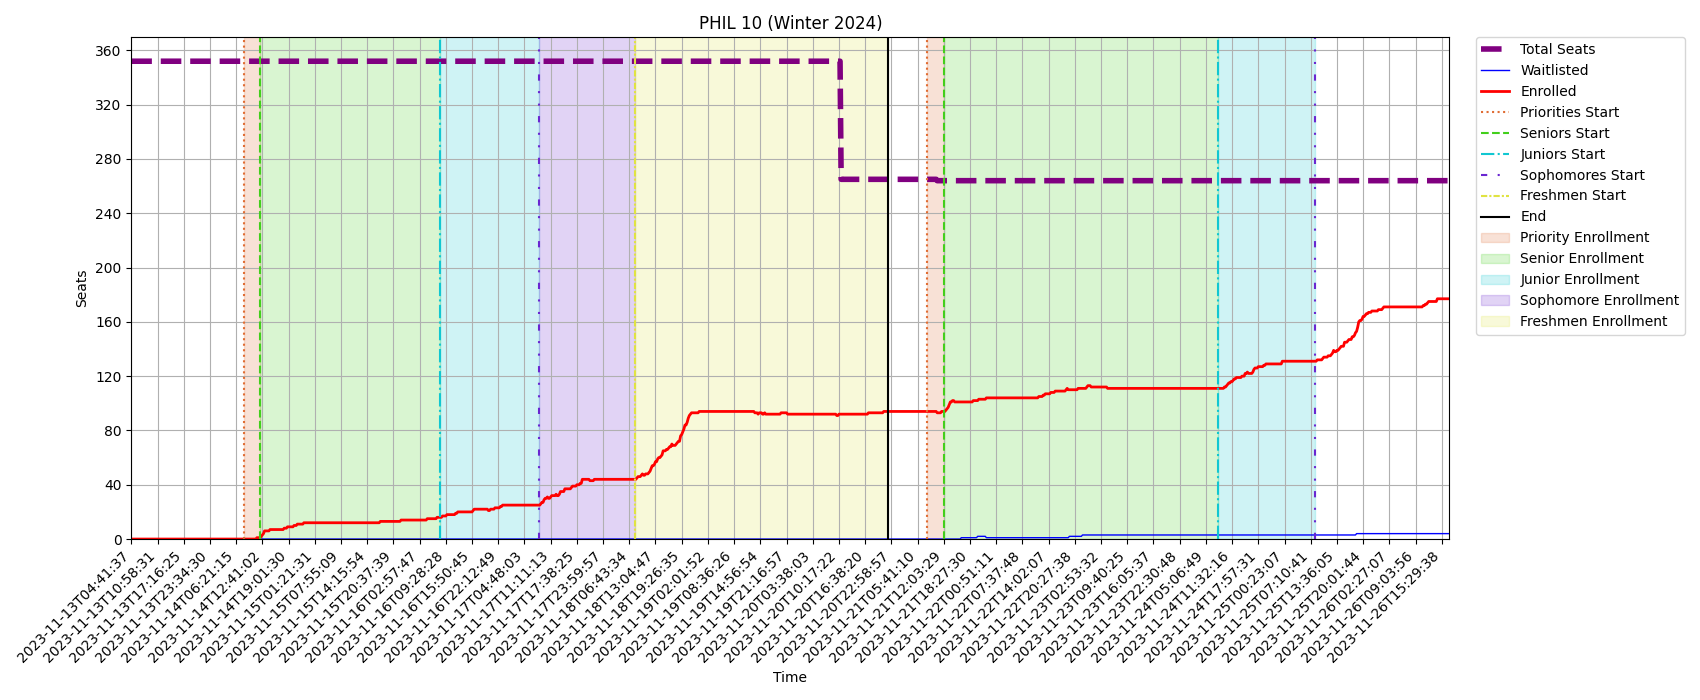 PHIL 10 (Winter 2024)
360
320
280
240
200
160
120
80
40
0
Seats
2023-11-13T04:41:37
2023-11-13T10:58:31
2023-11-13T17:16:25
2023-11-13T23:34:30
2023-11-14T06:21:15
2023-11-14T12:41:02
2023-11-14T19:01:30
2023-11-15T01:21:31
2023-11-15T07:55:09
2023-11-15T14:15:54
2023-11-15T20:37:39
2023-11-16T02:57:47
2023-11-16T09:28:28
2023-11-16T15:50:45
2023-11-16T22:12:49
2023-11-17T04:48:03
2023-11-17T11:11:13
2023-11-17T17:38:25
2023-11-17T23:59:57
2023-11-18T06:43:34
2023-11-18T13:04:47
2023-11-18T19:26:35
2023-11-19T02:01:52
2023-11-19T08:36:26
2023-11-19T14:56:54
2023-11-19T21:16:57
2023-11-20T03:38:03
2023-11-20T10:17:22
2023-11-20T16:38:20
2023-11-20T22:58:57
2023-11-21T05:41:10
2023-11-21T12:03:29
2023-11-21T18:27:30
2023-11-22T00:51:11
2023-11-22T07:37:48
2023-11-22T14:02:07
2023-11-22T20:27:38
2023-11-23T02:53:32
2023-11-23T09:40:25
2023-11-23T16:05:37
2023-11-23T22:30:48
2023-11-24T05:06:49
2023-11-24T11:32:16
2023-11-24T17:57:31
2023-11-25T00:23:07
2023-11-25T07:10:41
2023-11-25T13:36:05
2023-11-25T20:01:44
2023-11-26T02:27:07
2023-11-26T09:03:56
2023-11-26T15:29:38
Time
Total Seats
Waitlisted
Enrolled
Priorities Start
Seniors Start
Juniors Start
Sophomores Start
Freshmen Start
End
Priority Enrollment
Senior Enrollment
Junior Enrollment
Sophomore Enrollment
Freshmen Enrollment